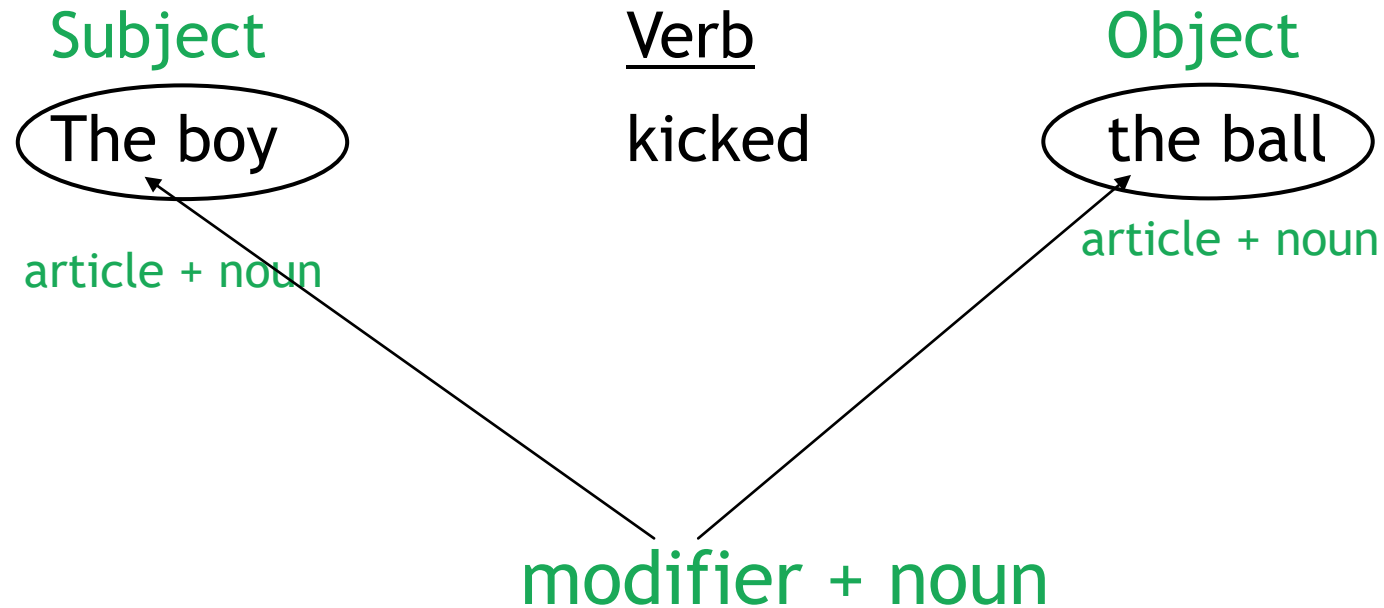 Subject Verb Object
The boy kicked the ball
article + noun article + noun
modifier + noun